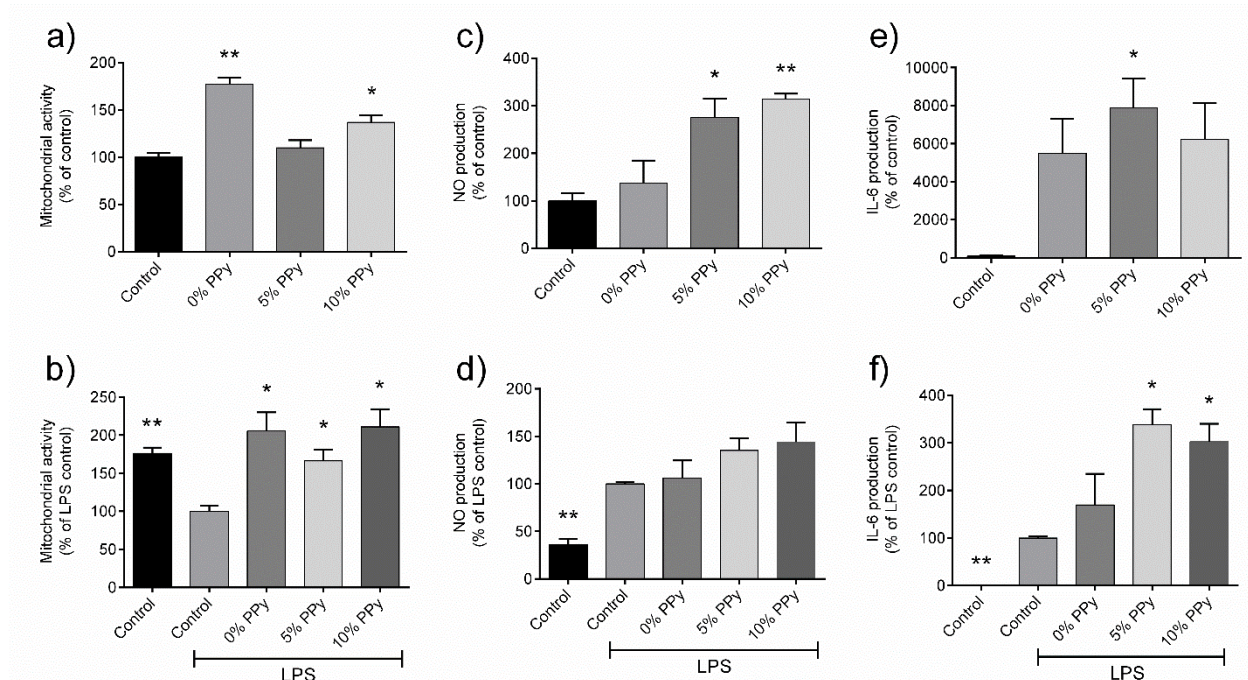 a)
Mitochondrial activity
(% of control)
200
150
100
50
0
**
*
Control
0% PPy
5% PPy
10% PPy
c)
NO production
(% of control)
400
300
200
100
0
*
**
Control
0% PPy
5% PPy
10% PPy
e)
IL-6 production
(% of control)
10000
8000
6000
4000
2000
0
*
Control
0% PPy
5% PPy
10% PPy
b)
Mitochondrial activity
(% of LPS control)
250
200
150
100
50
0
**
*
*
*
Control
Control
0% PPy
5% PPy
10% PPy
LPS
d)
NO production
(% of LPS control)
200
150
100
50
0
**
Control
Control
0% PPy
5% PPy
10% PPy
LPS
f)
IL-6 production
(% of LPS control)
400
300
200
100
0
**
*
*
Control
Control
0% PPy
5% PPy
10% PPy
LPS